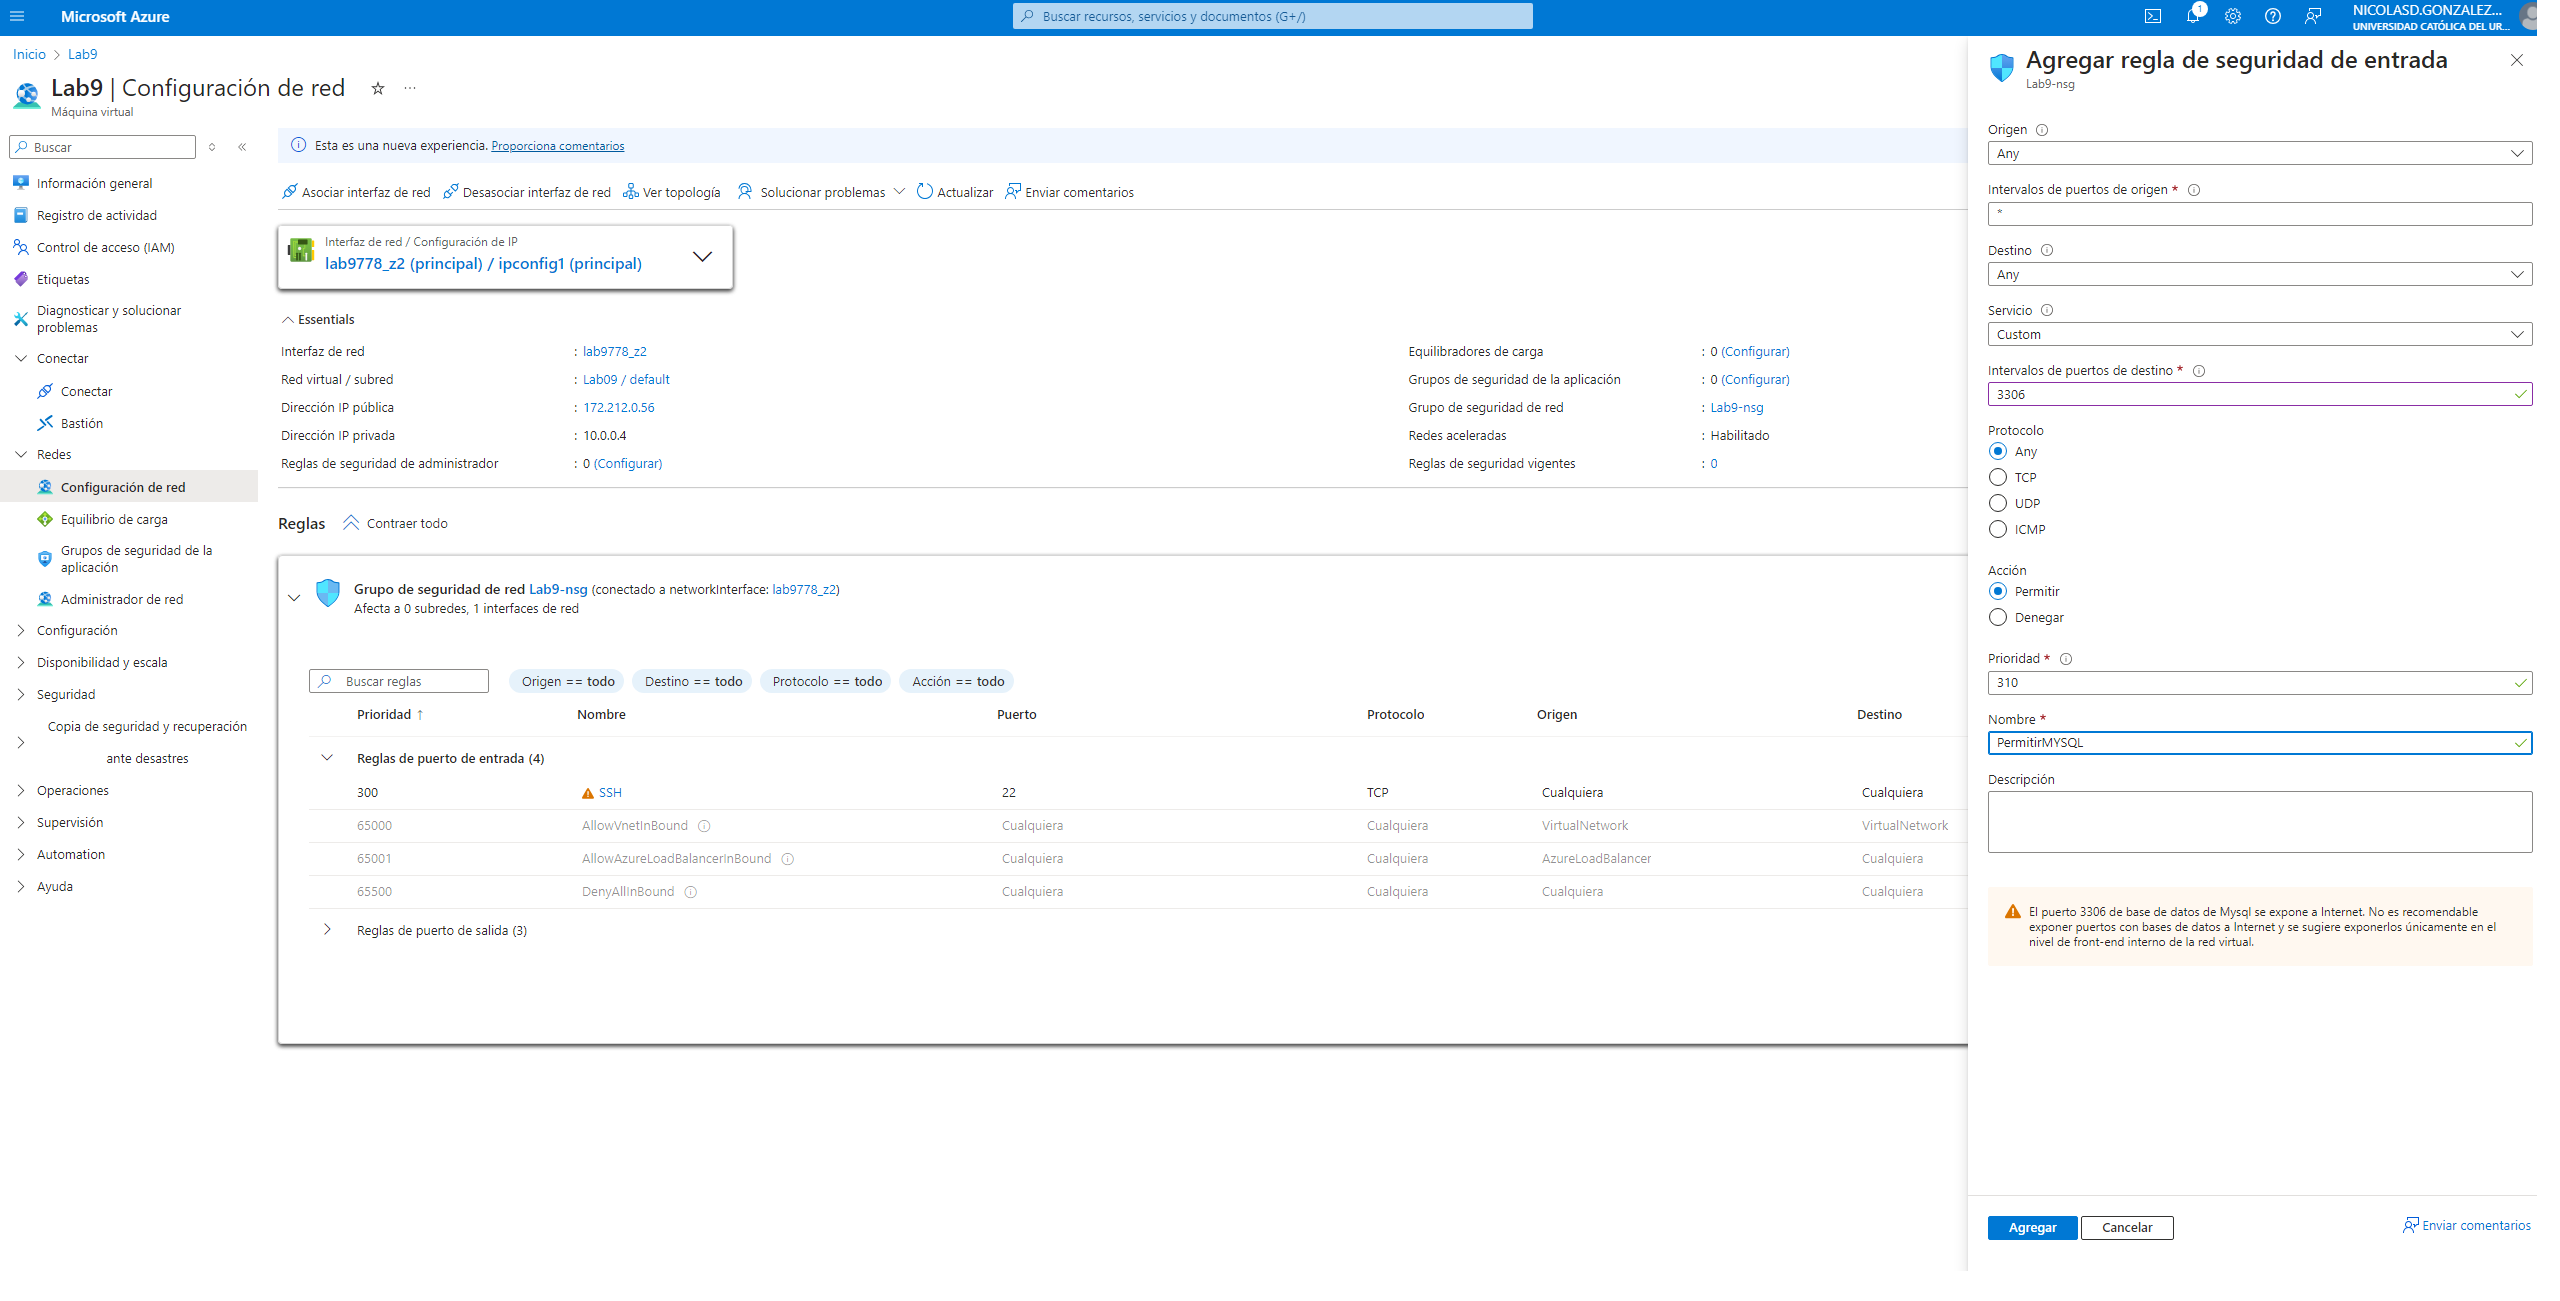 Microsoft Azure
Buscar recursos, servicios y documentos (G+/)
1
NICOLASD.GONZALEZ...
UNIVERSIDAD CATÓLICA DEL UR...
Inicio > Lab9
Lab9 | Configuración de red
Máquina virtual
Buscar
Información general
Registro de actividad
Control de acceso (IAM)
Etiquetas
Diagnosticar y solucionar
problemas
Conectar
Conectar
Bastión
Redes
Configuración de red
Equilibrio de carga
Grupos de seguridad de la
aplicación
Administrador de red
Configuración
Disponibilidad y escala
Seguridad
Copia de seguridad y recuperación
ante desastres
Operaciones
Supervisión
Automation
Ayuda
Esta es una nueva experiencia. Proporciona comentarios
Asociar interfaz de red Desasociar interfaz de red Ver topología Solucionar problemas Actualizar Enviar comentarios
Interfaz de red / Configuración de IP
lab9778_z2 (principal) / ipconfig1 (principal)
Essentials
Interfaz de red : lab9778_z2
Red virtual / subred : Lab09 / default
Dirección IP pública : 172.212.0.56
Dirección IP privada : 10.0.0.4
Reglas de seguridad de administrador : 0 (Configurar)
Equilibradores de carga : 0 (Configurar)
Grupos de seguridad de la aplicación : 0 (Configurar)
Grupo de seguridad de red : Lab9-nsg
Redes aceleradas : Habilitado
Reglas de seguridad vigentes : 0
Reglas Contraer todo
Grupo de seguridad de red Lab9-nsg (conectado a networkInterface: lab9778_z2)
Afecta a 0 subredes, 1 interfaces de red
Buscar reglas Origen == todo Destino == todo Protocolo == todo Acción == todo
Prioridad ↑ Nombre Puerto Protocolo Origen Destino
Reglas de puerto de entrada (4)
300 SSH 22 TCP Cualquiera Cualquiera
65000 AllowVnetInBound Cualquiera Cualquiera VirtualNetwork VirtualNetwork
65001 AllowAzureLoadBalancerInBound Cualquiera Cualquiera AzureLoadBalancer Cualquiera
65500 DenyAllInBound Cualquiera Cualquiera Cualquiera Cualquiera
Reglas de puerto de salida (3)
Agregar regla de seguridad de entrada
Lab9-nsg
Origen
Any
Intervalos de puertos de origen *
*
Destino
Any
Servicio
Custom
Intervalos de puertos de destino *
3306
Protocolo
Any
TCP
UDP
ICMP
Acción
Permitir
Denegar
Prioridad *
310
Nombre *
PermitirMYSQL
Descripción
El puerto 3306 de base de datos de Mysql se expone a Internet. No es recomendable
exponer puertos con bases de datos a Internet y se sugiere exponerlos únicamente en el
nivel de front-end interno de la red virtual.
Agregar Cancelar Enviar comentarios